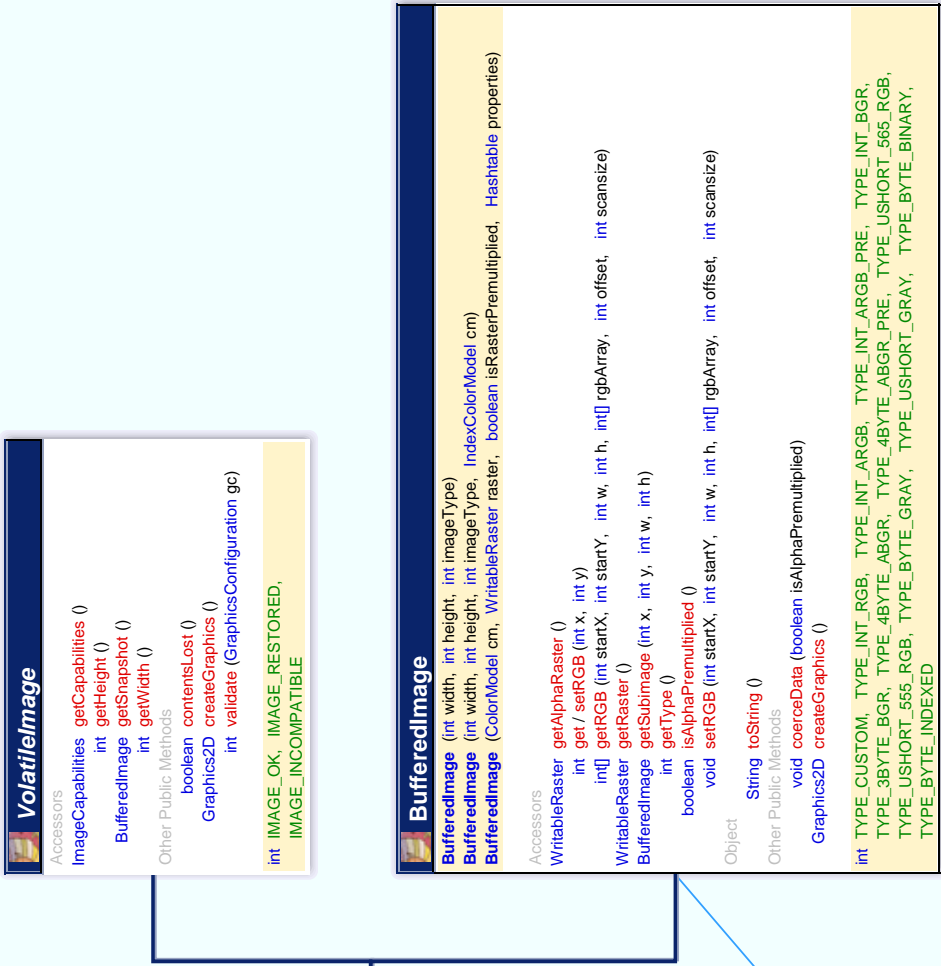 VolatileImage
Accessors
ImageCapabilities getCapabilities ()
int getHeight ()
BufferedImage getSnapshot ()
int getWidth ()
Other Public Methods
boolean contentsLost ()
Graphics2D createGraphics ()
int validate (GraphicsConfiguration gc)
int IMAGE_OK, IMAGE_RESTORED,
IMAGE_INCOMPATIBLE
BufferedImage
BufferedImage (int width, int height, int imageType)
BufferedImage (int width, int height, int imageType, IndexColorModel cm)
BufferedImage (ColorModel cm, WritableRaster raster, boolean isRasterPremultiplied, Hashtable properties)
Accessors
WritableRaster getAlphaRaster ()
int get / setRGB (int x, int y)
int[] getRGB (int startX, int startY, int w, int h, int[] rgbArray, int offset, int scansize)
WritableRaster getRaster ()
BufferedImage getSubimage (int x, int y, int w, int h)
int getType ()
boolean isAlphaPremultiplied ()
void setRGB (int startX, int startY, int w, int h, int[] rgbArray, int offset, int scansize)
Object
String toString ()
Other Public Methods
void coerceData (boolean isAlphaPremultiplied)
Graphics2D createGraphics ()
int TYPE_CUSTOM, TYPE_INT_RGB, TYPE_INT_ARGB, TYPE_INT_ARGB_PRE, TYPE_INT_BGR,
TYPE_3BYTE_BGR, TYPE_4BYTE_ABGR, TYPE_4BYTE_ABGR_PRE, TYPE_USHORT_565_RGB,
TYPE_USHORT_555_RGB, TYPE_BYTE_GRAY, TYPE_USHORT_GRAY, TYPE_BYTE_BINARY,
TYPE_BYTE_INDEXED